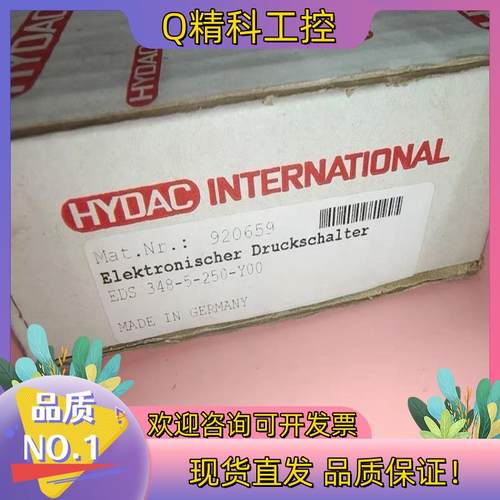 Q精科工控
HYDAC INTERNATIONAL
Mat.Nr.: 920659
Elektronischer Druckschalter
EDS 348-5-250-Y00
MADE IN GERMANY
品质
NO.1
欢迎咨询可开发票
现货直发 品质保证!